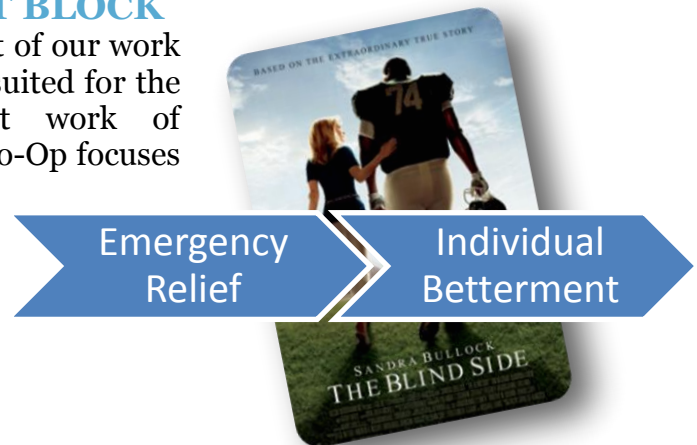 T BLOCK
t of our work
suited for the
t work of
o-Op focuses
BASED ON THE EXTRAORDINARY TRUE STORY
74
Emergency
Relief
Individual
Betterment
SANDRA BULLOCK
THE BLIND SIDE